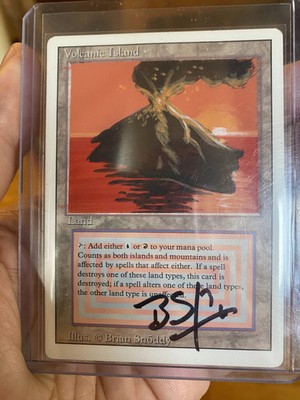 Volcanic Island
Land
: Add either or to your mana pool.
Counts as both islands and mountains and is
affected by spells that affect either. If a spell
destroys one of these land types, this card is
destroyed; if a spell alters one of these land types,
the other land type is unaffected.
Illus. © Brian Snoddy